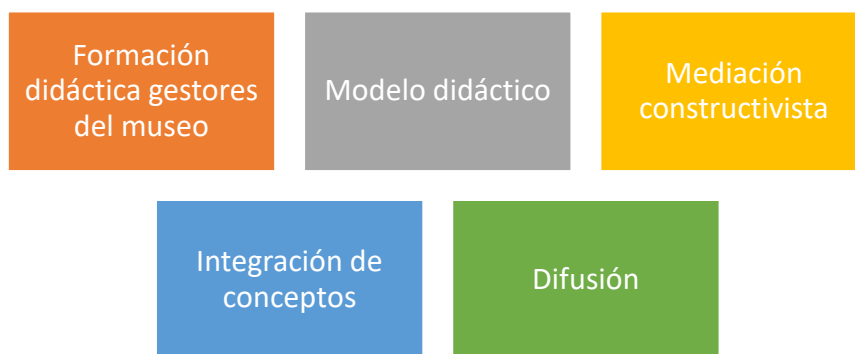 Formación
didáctica gestores
del museo
Modelo didáctico
Mediación
constructivista
Integración de
conceptos
Difusión